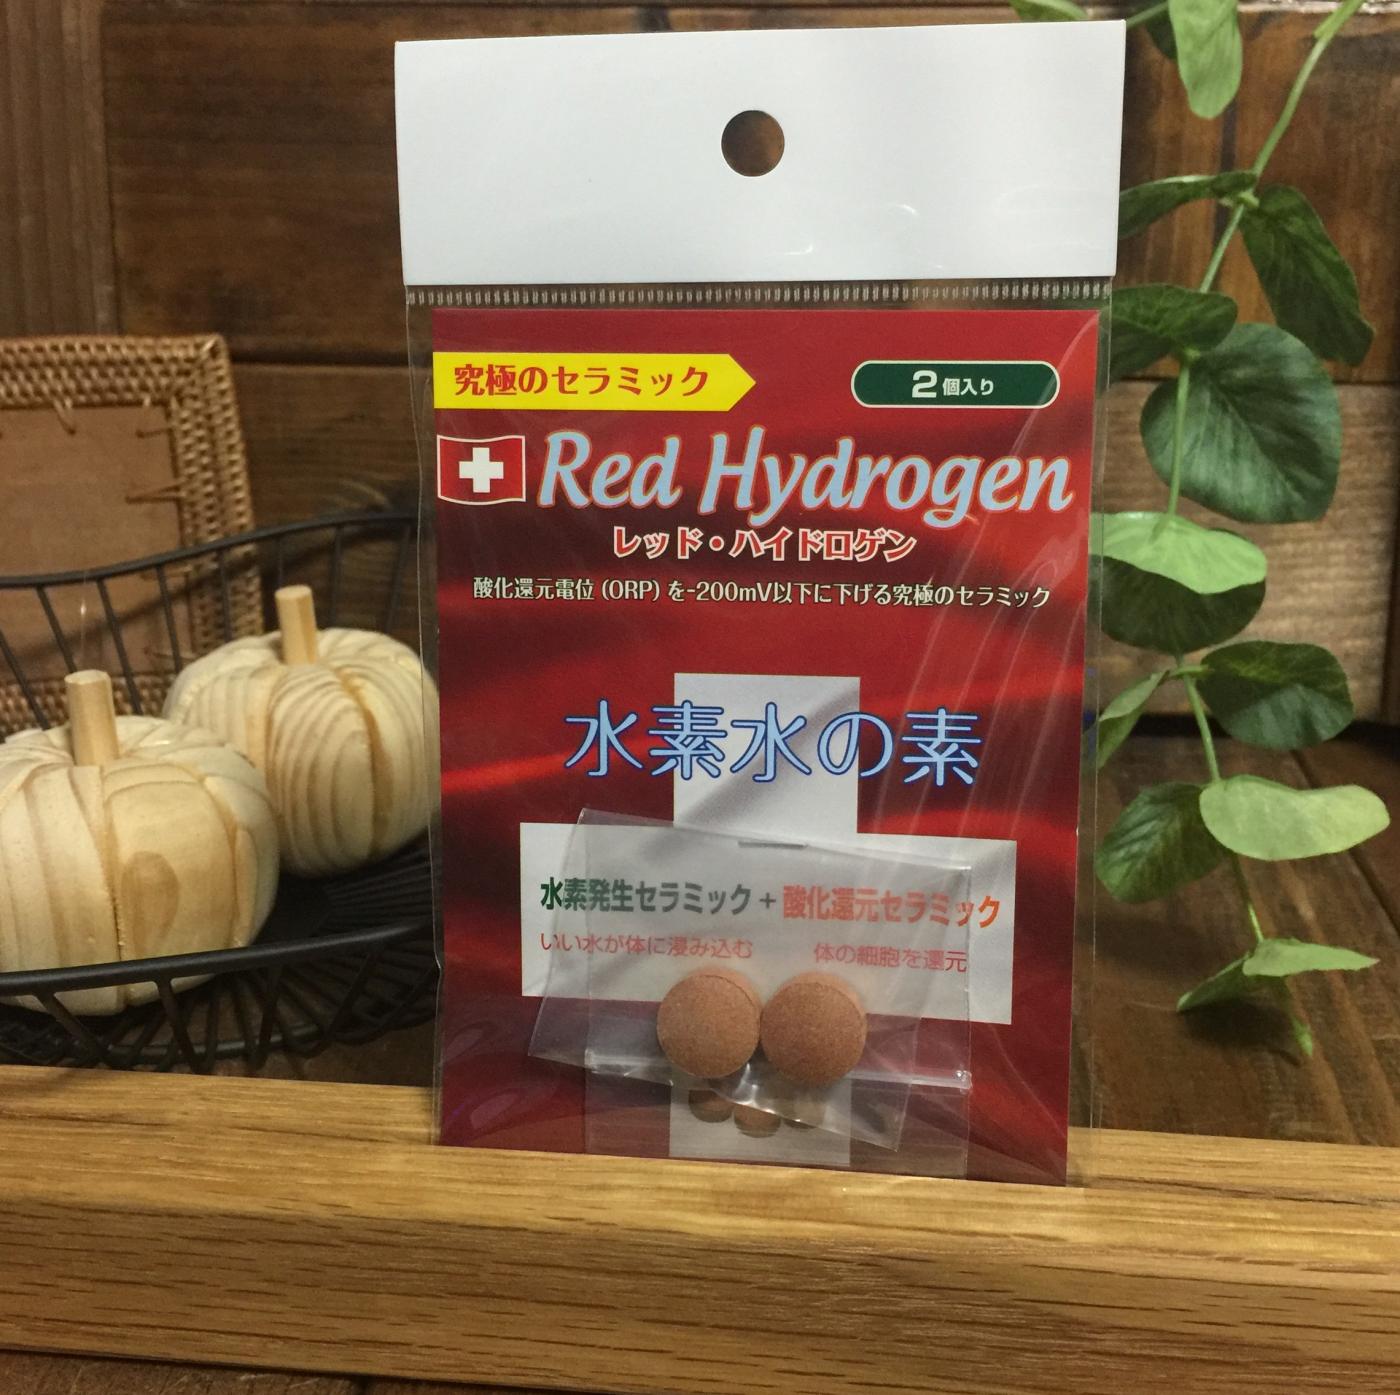 究極のセラミック
2個入り
Red Hydrogen
レッド・ハイドロゲン
酸化還元電位 (ORP) を-200mV以下に下げる究極のセラミック
水素水の素
水素発生セラミック + 酸化還元セラミック
いい水が体に浸み込む 体の細胞を還元